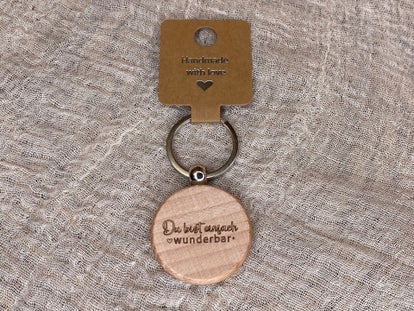 Handmade
with love
Du bist einfach
wunderbar